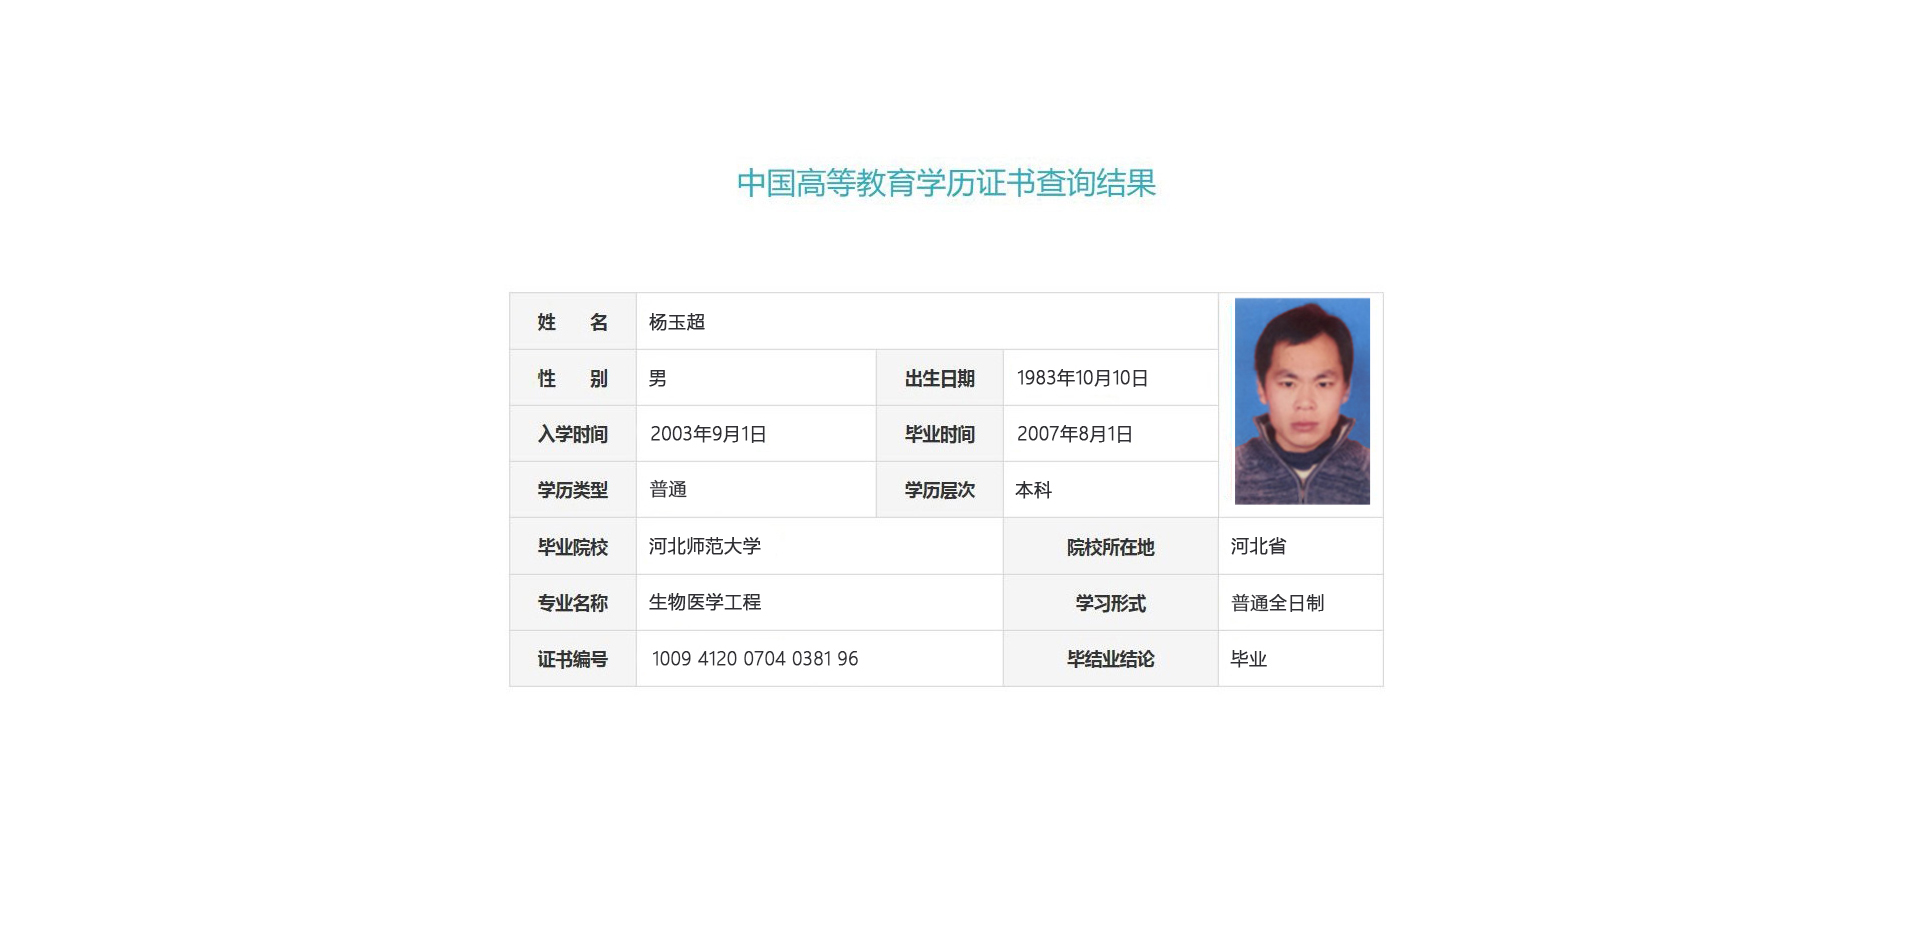 中国高等教育学历证书查询结果
姓 名 杨玉超
性 别 男 出生日期 1983年10月10日
入学时间 2003年9月1日 毕业时间 2007年8月1日
学历类型 普通 学历层次 本科
毕业院校 河北师范大学 院校所在地 河北省
专业名称 生物医学工程 学习形式 普通全日制
证书编号 1009 4120 0704 0381 96 毕结业结论 毕业